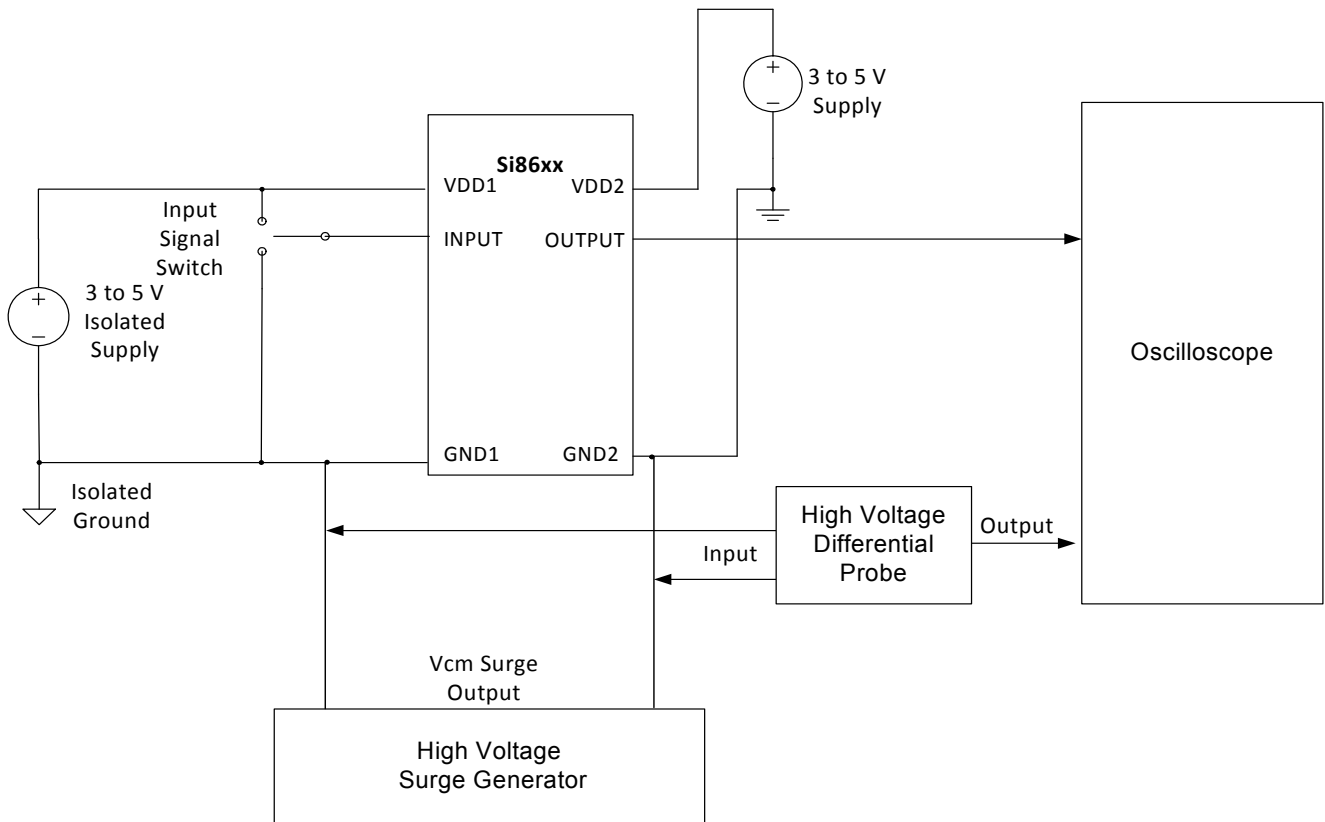 3 to 5 V
Supply
Si86xx
VDD1
VDD2
Input
Signal
Switch
INPUT
OUTPUT
3 to 5 V
Isolated
Supply
+
−
+
−
Oscilloscope
GND1
GND2
Isolated
Ground
High Voltage
Differential
Probe
Input
Output
Vcm Surge
Output
High Voltage
Surge Generator